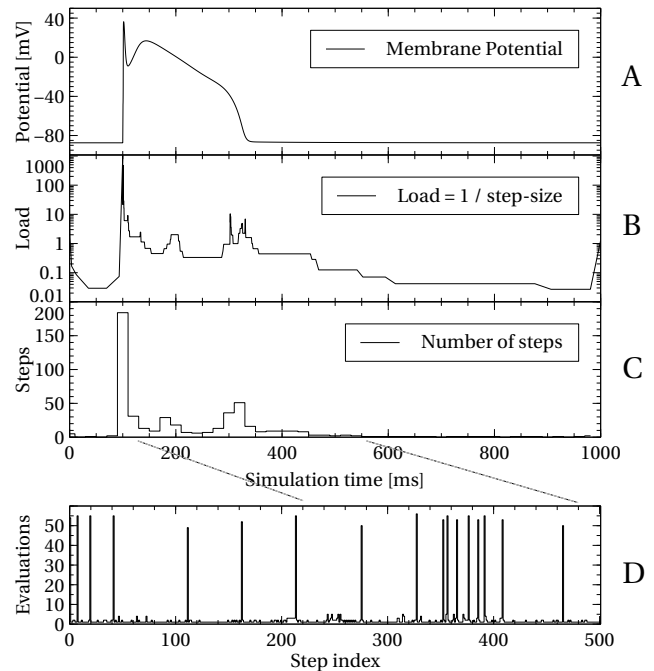 40
0
−40
−80
Potential [mV]
Membrane Potential
A
1000
100
10
1
0.1
0.01
Load
Load = 1 / step-size
B
200
150
100
50
0
Steps
Number of steps
C
0 200 400 600 800 1000
Simulation time [ms]
50
40
30
20
10
5
0
Evaluations
D
0 100 200 300 400 500
Step index